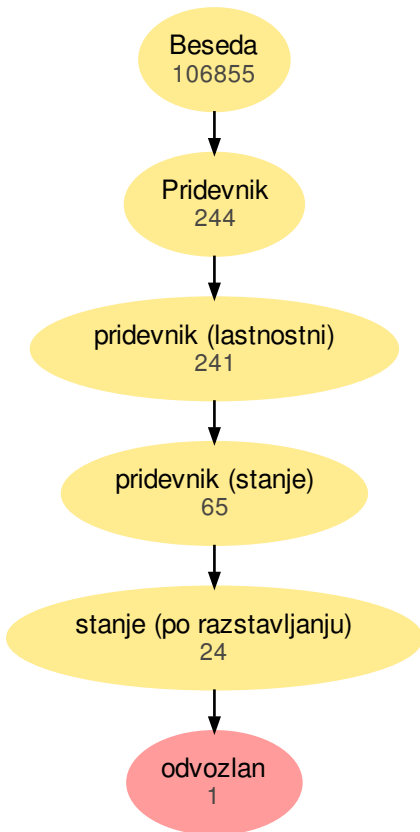 Beseda
106855
Pridevnik
244
pridevnik (lastnostni)
241
pridevnik (stanje)
65
stanje (po razstavljanju)
24
odvozlan
1